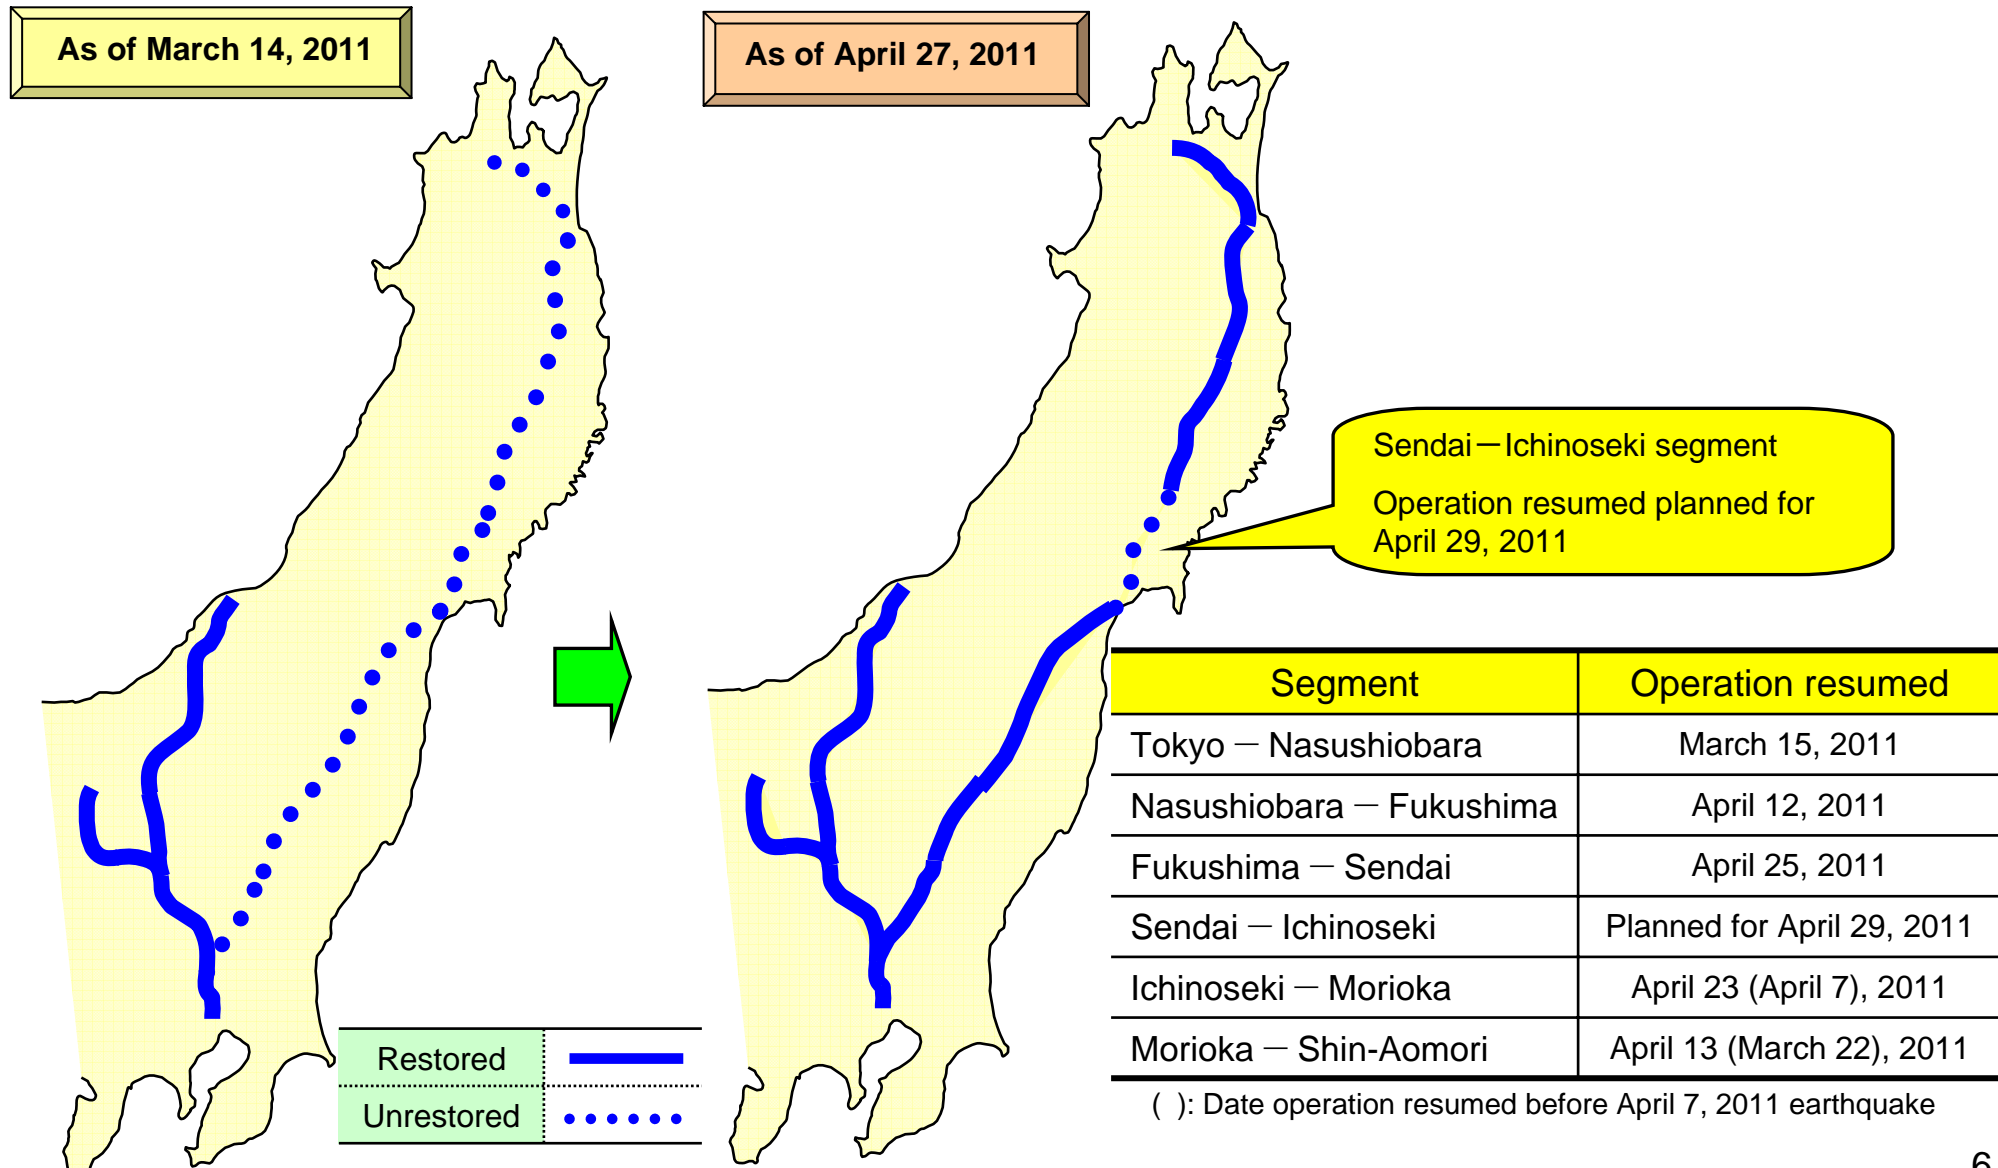 As of March 14, 2011
As of April 27, 2011
Sendai－Ichinoseki segment
Operation resumed planned for
April 29, 2011
Segment Operation resumed
Tokyo － Nasushiobara March 15, 2011
Nasushiobara － Fukushima April 12, 2011
Fukushima － Sendai April 25, 2011
Sendai － Ichinoseki Planned for April 29, 2011
Ichinoseki － Morioka April 23 (April 7), 2011
Morioka － Shin-Aomori April 13 (March 22), 2011
( ): Date operation resumed before April 7, 2011 earthquake
Restored
Unrestored
6